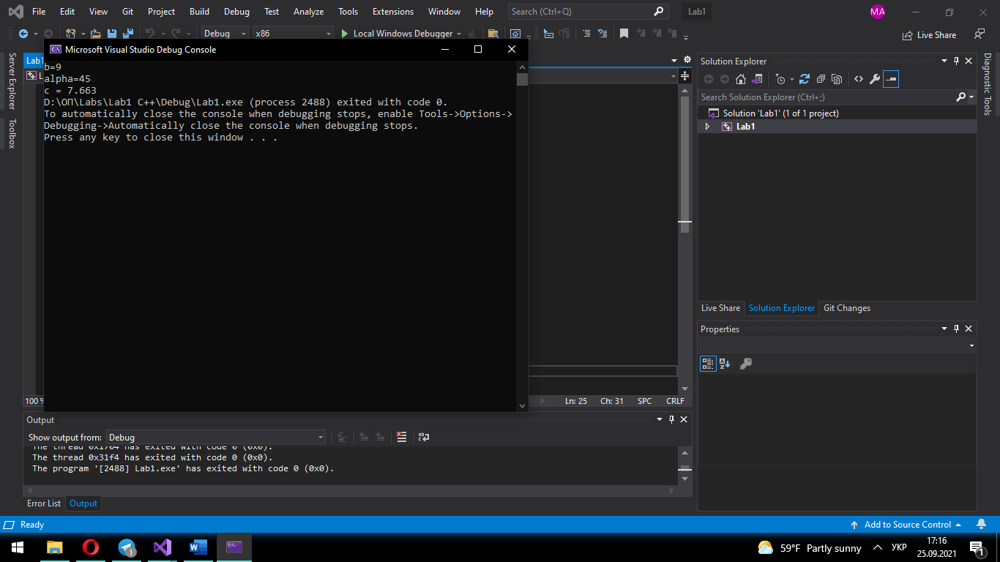 File Edit View Git Project Build Debug Test Analyze Tools Extensions Window Help Search (Ctrl+Q) Lab1 MA
Debug x86 Local Windows Debugger Live Share
Server Explorer
Toolbox
Lab1
Microsoft Visual Studio Debug Console
b=9
alpha=45
c = 7.663
D:\ОП\Labs\Lab1 C++\Debug\Lab1.exe (process 2488) exited with code 0.
To automatically close the console when debugging stops, enable Tools->Options->
Debugging->Automatically close the console when debugging stops.
Press any key to close this window . . .
100 %
Ln: 25 Ch: 31 SPC CRLF
Solution Explorer
Search Solution Explorer (Ctrl+;)
Solution 'Lab1' (1 of 1 project)
Lab1
Live Share Solution Explorer Git Changes
Properties
Diagnostic Tools
Output
Show output from: Debug
The thread 0x1704 has exited with code 0 (0x0).
The thread 0x31f4 has exited with code 0 (0x0).
The program '[2488] Lab1.exe' has exited with code 0 (0x0).
Error List Output
Ready Add to Source Control
1
59°F Partly sunny УКР 17:16
25.09.2021
1